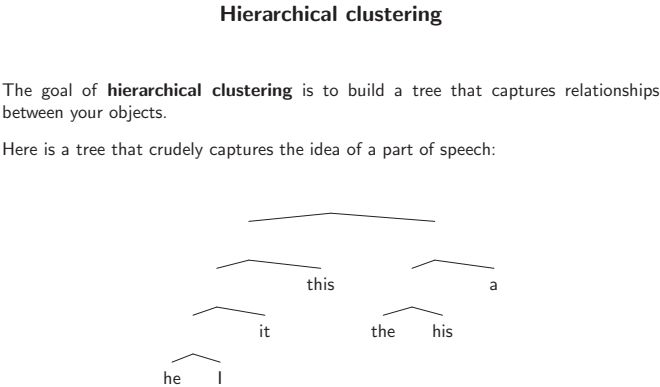 Hierarchical clustering
The goal of hierarchical clustering is to build a tree that captures relationships
between your objects.
Here is a tree that crudely captures the idea of a part of speech:
this a
it the his
he I